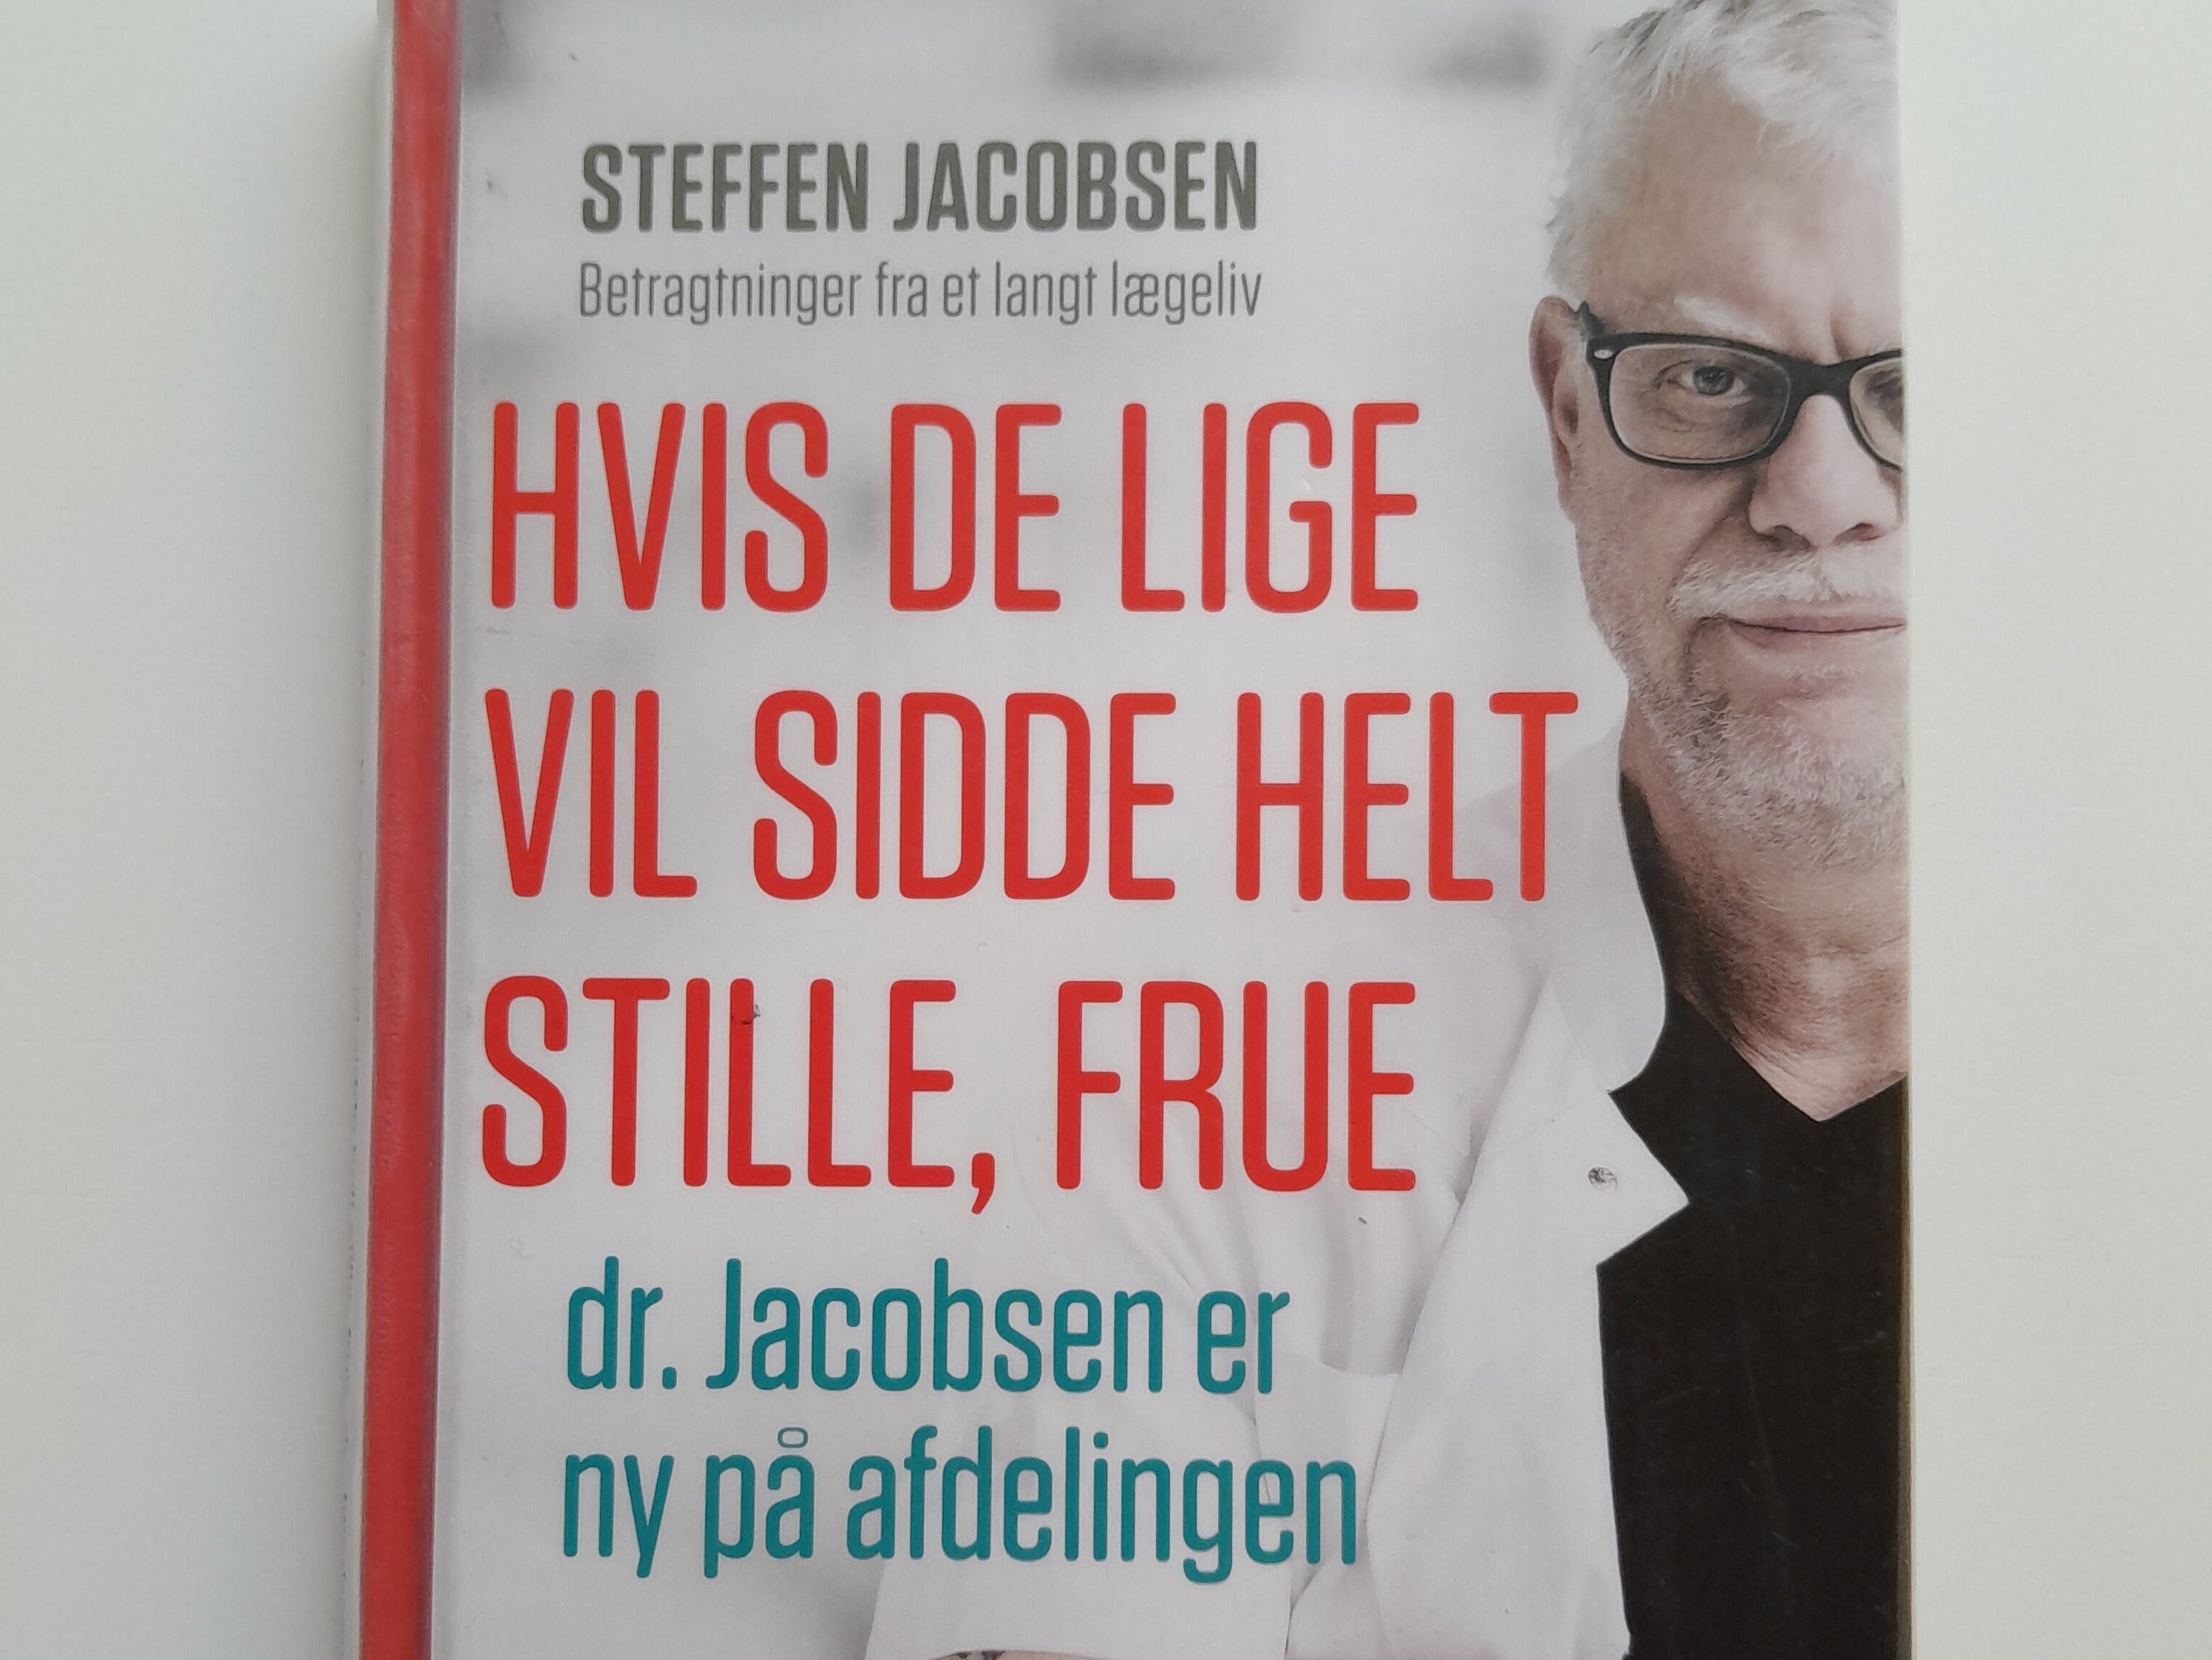 STEFFEN JACOBSEN
Betragtninger fra et langt lægeliv
HVIS DE LIGE
VIL SIDDE HELT
STILLE, FRUE
dr. Jacobsen er
ny på afdelingen